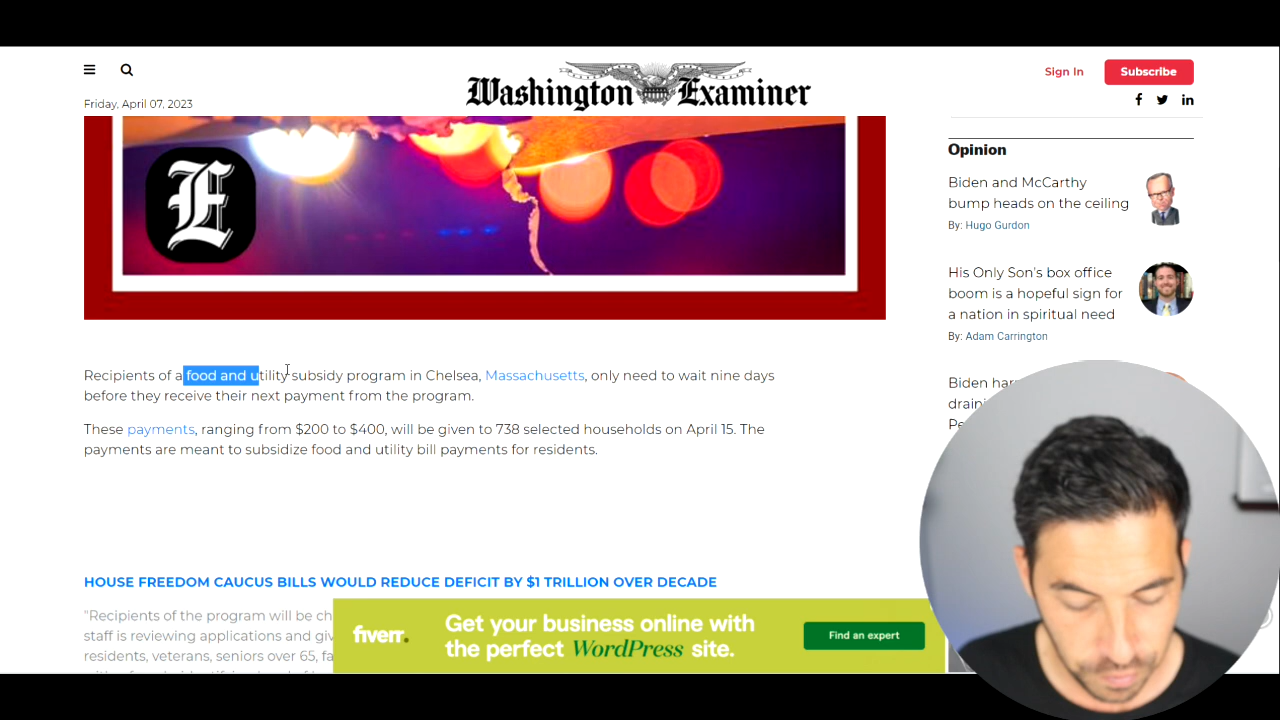 Washington Examiner
Sign In
Subscribe
Friday, April 07, 2023
E
Recipients of a food and utility subsidy program in Chelsea, Massachusetts, only need to wait nine days
before they receive their next payment from the program.
These payments, ranging from $200 to $400, will be given to 738 selected households on April 15. The
payments are meant to subsidize food and utility bill payments for residents.
HOUSE FREEDOM CAUCUS BILLS WOULD REDUCE DEFICIT BY $1 TRILLION OVER DECADE
"Recipients of the program will be ch
staff is reviewing applications and giv
residents, veterans, seniors over 65, fa
fiverr.
Get your business online with
the perfect WordPress site.
Find an expert
Opinion
Biden and McCarthy
bump heads on the ceiling
By: Hugo Gurdon
His Only Son's box office
boom is a hopeful sign for
a nation in spiritual need
By: Adam Carrington
Biden har
draini
Pe